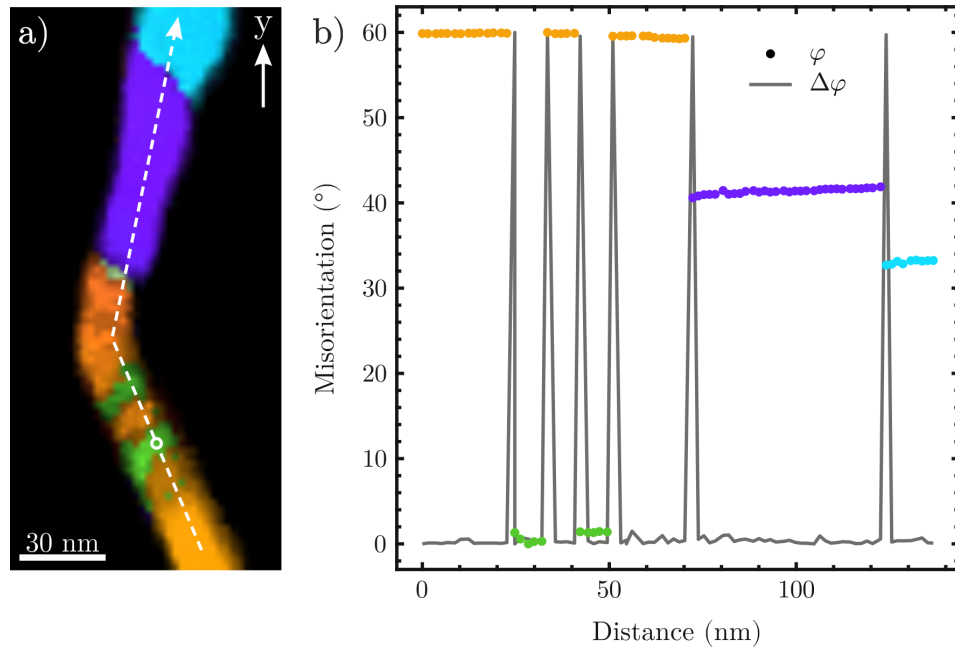 a)
y
30 nm
b)
60
50
40
30
20
10
0
Misorientation (°)
φ
Δφ
0
50
100
Distance (nm)